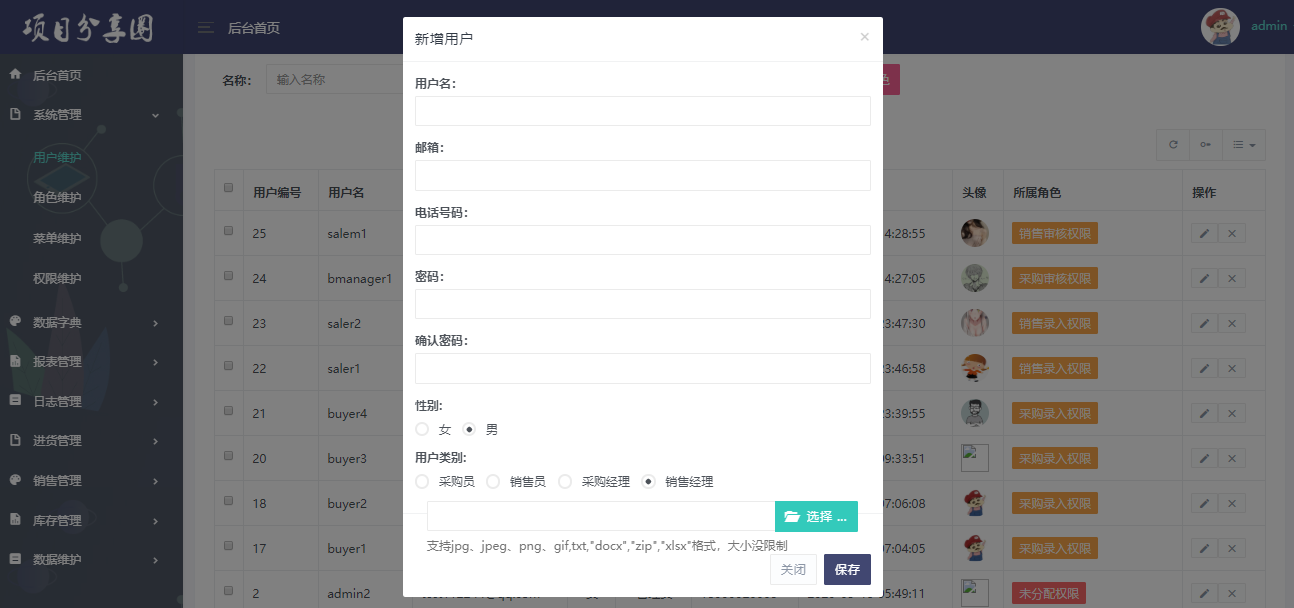 项目分享圈
后台首页
admin
后台首页
系统管理
用户维护
角色维护
菜单维护
权限维护
数据字典
报表管理
日志管理
进货管理
销售管理
库存管理
数据维护
名称：
输入名称
色
新增用户
×
用户名：
邮箱：
电话号码：
密码：
确认密码：
性别：
女 男
用户类别：
采购员 销售员 采购经理 销售经理
选择 ...
支持jpg、jpeg、png、gif,txt,"docx","zip","xlsx"格式，大小没限制
关闭 保存
用户编号 用户名 头像 所属角色 操作
25 salem1 4:28:55 销售审核权限
24 bmanager1 4:27:05 采购审核权限
23 saler2 3:47:30 销售录入权限
22 saler1 3:46:58 销售录入权限
21 buyer4 3:39:55 采购录入权限
20 buyer3 09:33:51 采购录入权限
18 buyer2 07:06:08 采购录入权限
17 buyer1 07:04:05 采购录入权限
2 admin2 05:49:11 未分配权限